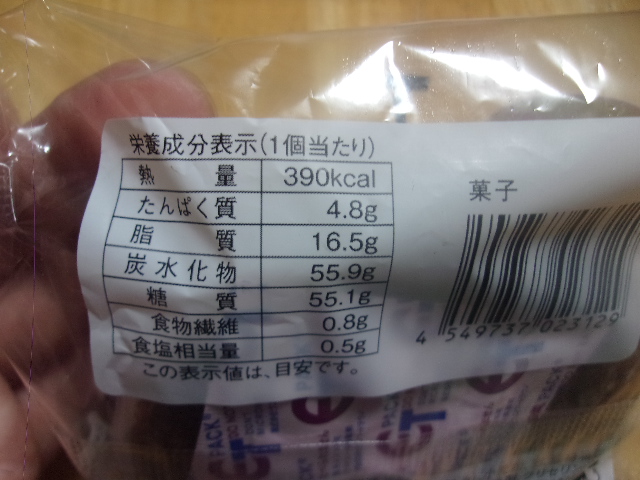 栄養成分表示(1個当たり)
熱量 390kcal
たんぱく質 4.8g
脂質 16.5g
炭水化物 55.9g
糖質 55.1g
食物繊維 0.8g
食塩相当量 0.5g
この表示値は、目安です。
菓子
4 549737 023129